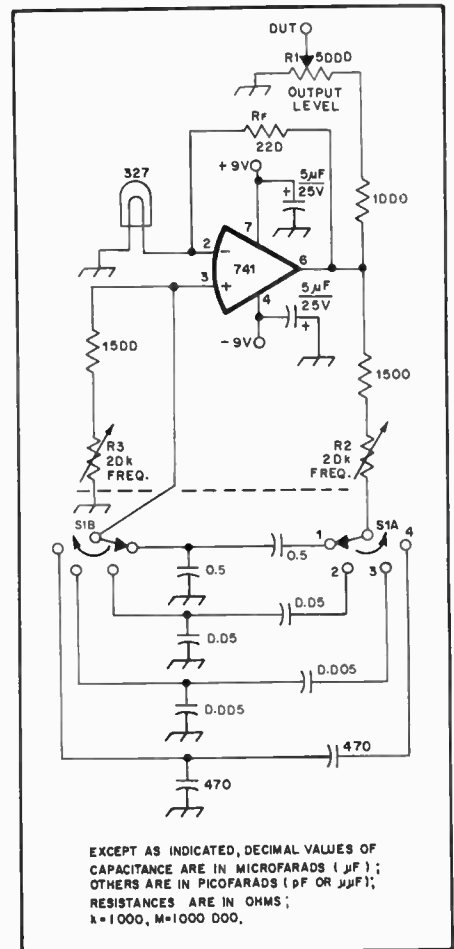 DUT
R1 5000
OUTPUT
LEVEL
RF
220
+9V
5µF
25V
+
327
1000
7
2
-
6
741
3
+
4
5µF
25V
+
-9V
1500
1500
R3
20k
FREQ.
R2
20k
FREQ.
S1B
S1A
1
4
0.5
0.5
2
3
0.05
0.05
0.005
0.005
470
470
EXCEPT AS INDICATED, DECIMAL VALUES OF
CAPACITANCE ARE IN MICROFARADS (µF);
OTHERS ARE IN PICOFARADS (pF OR µµF);
RESISTANCES ARE IN OHMS;
k=1000, M=1000 000.